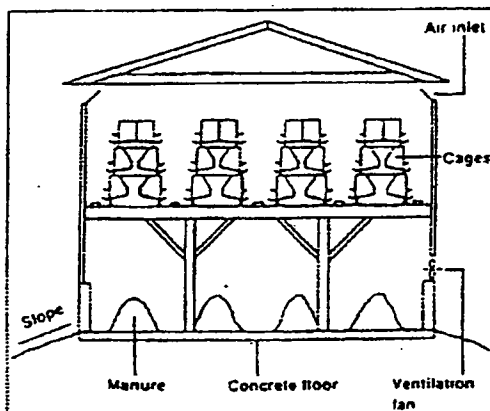 Air inlet
Cages
Slope
Manure
Concrete floor
Ventilation
fan